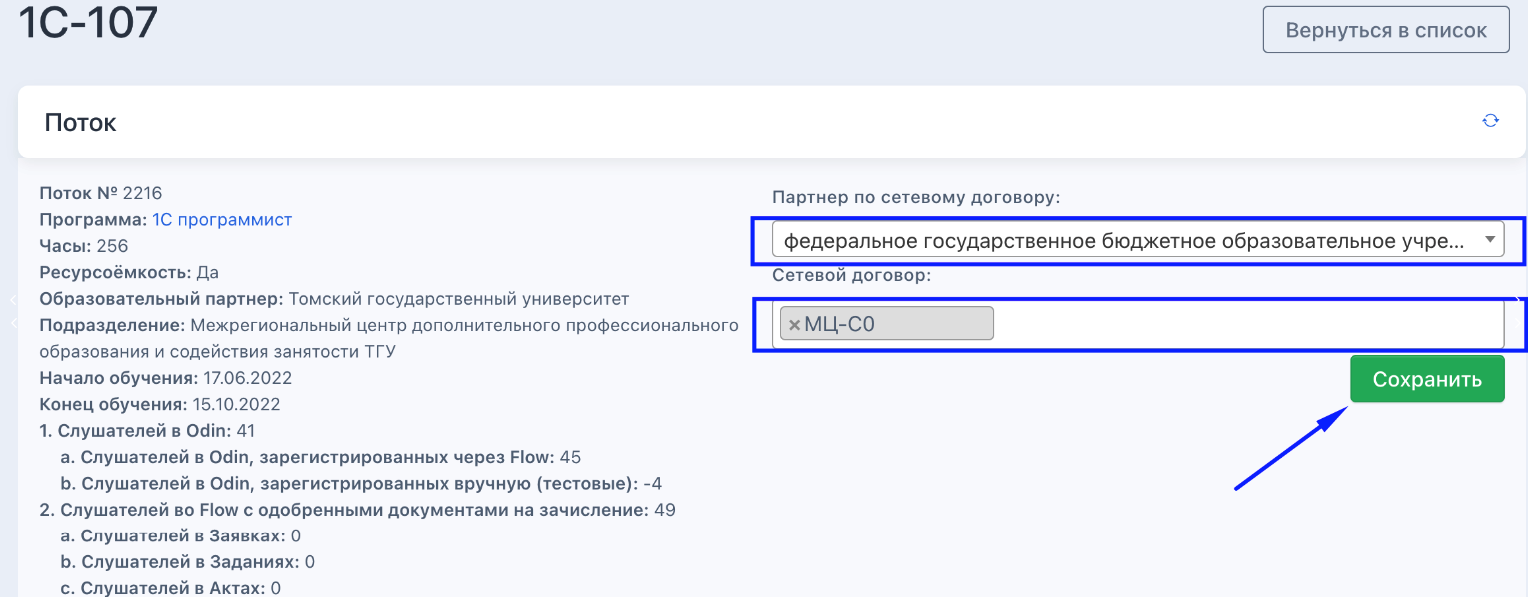 1С-107
Вернуться в список
Поток
Поток № 2216
Программа: 1С программист
Часы: 256
Ресурсоёмкость: Да
Образовательный партнер: Томский государственный университет
Подразделение: Межрегиональный центр дополнительного профессионального
образования и содействия занятости ТГУ
Начало обучения: 17.06.2022
Конец обучения: 15.10.2022
1. Слушателей в Odin: 41
a. Слушателей в Odin, зарегистрированных через Flow: 45
b. Слушателей в Odin, зарегистрированных вручную (тестовые): -4
2. Слушателей во Flow с одобренными документами на зачисление: 49
a. Слушателей в Заявках: 0
b. Слушателей в Заданиях: 0
c. Слушателей в Актах: 0
Партнер по сетевому договору:
федеральное государственное бюджетное образовательное учре...
Сетевой договор:
×МЦ-С0
Сохранить